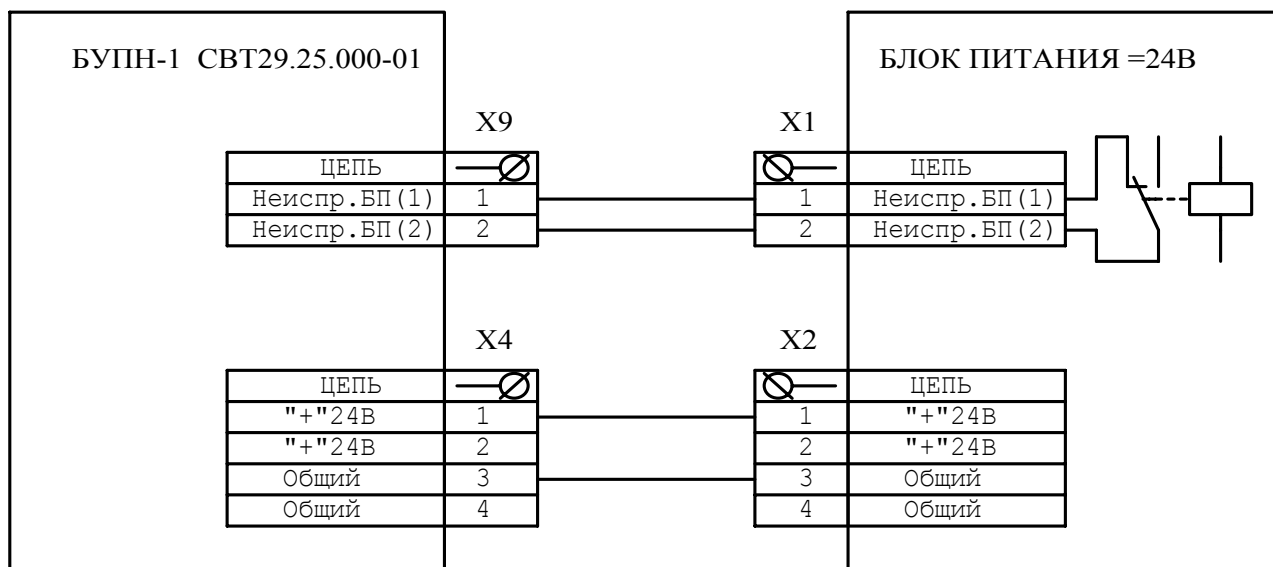 БУПН-1 СВТ29.25.000-01
БЛОК ПИТАНИЯ =24В
X9
X1
ЦЕПЬ
ЦЕПЬ
Неиспр.БП(1) 1
1 Неиспр.БП(1)
Неиспр.БП(2) 2
2 Неиспр.БП(2)
X4
X2
ЦЕПЬ
ЦЕПЬ
"+"24В 1
1 "+"24В
"+"24В 2
2 "+"24В
Общий 3
3 Общий
Общий 4
4 Общий